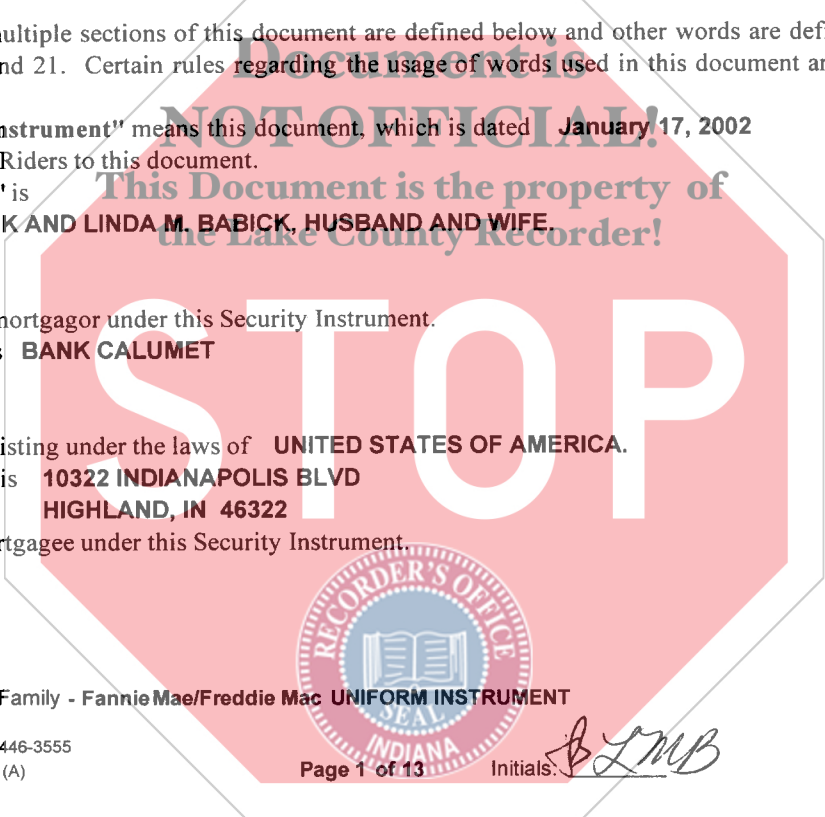 ultiple sections of this document are defined below and other words are defi
nd 21. Certain rules regarding the usage of words used in this document ar
Document is
NOT OFFICIAL!
This Document is the property of
the Lake County Recorder!
nstrument" means this document, which is dated January 17, 2002
Riders to this document.
" is
K AND LINDA M. BABICK, HUSBAND AND WIFE.
STOP
nortgagor under this Security Instrument.
s BANK CALUMET
isting under the laws of UNITED STATES OF AMERICA.
is 10322 INDIANAPOLIS BLVD
HIGHLAND, IN 46322
rtgagee under this Security Instrument.
RECORDER'S OFFICE
SEAL
INDIANA
Family - Fannie Mae/Freddie Mac UNIFORM INSTRUMENT
446-3555
(A)
Page 1 of 13 Initials: LMB